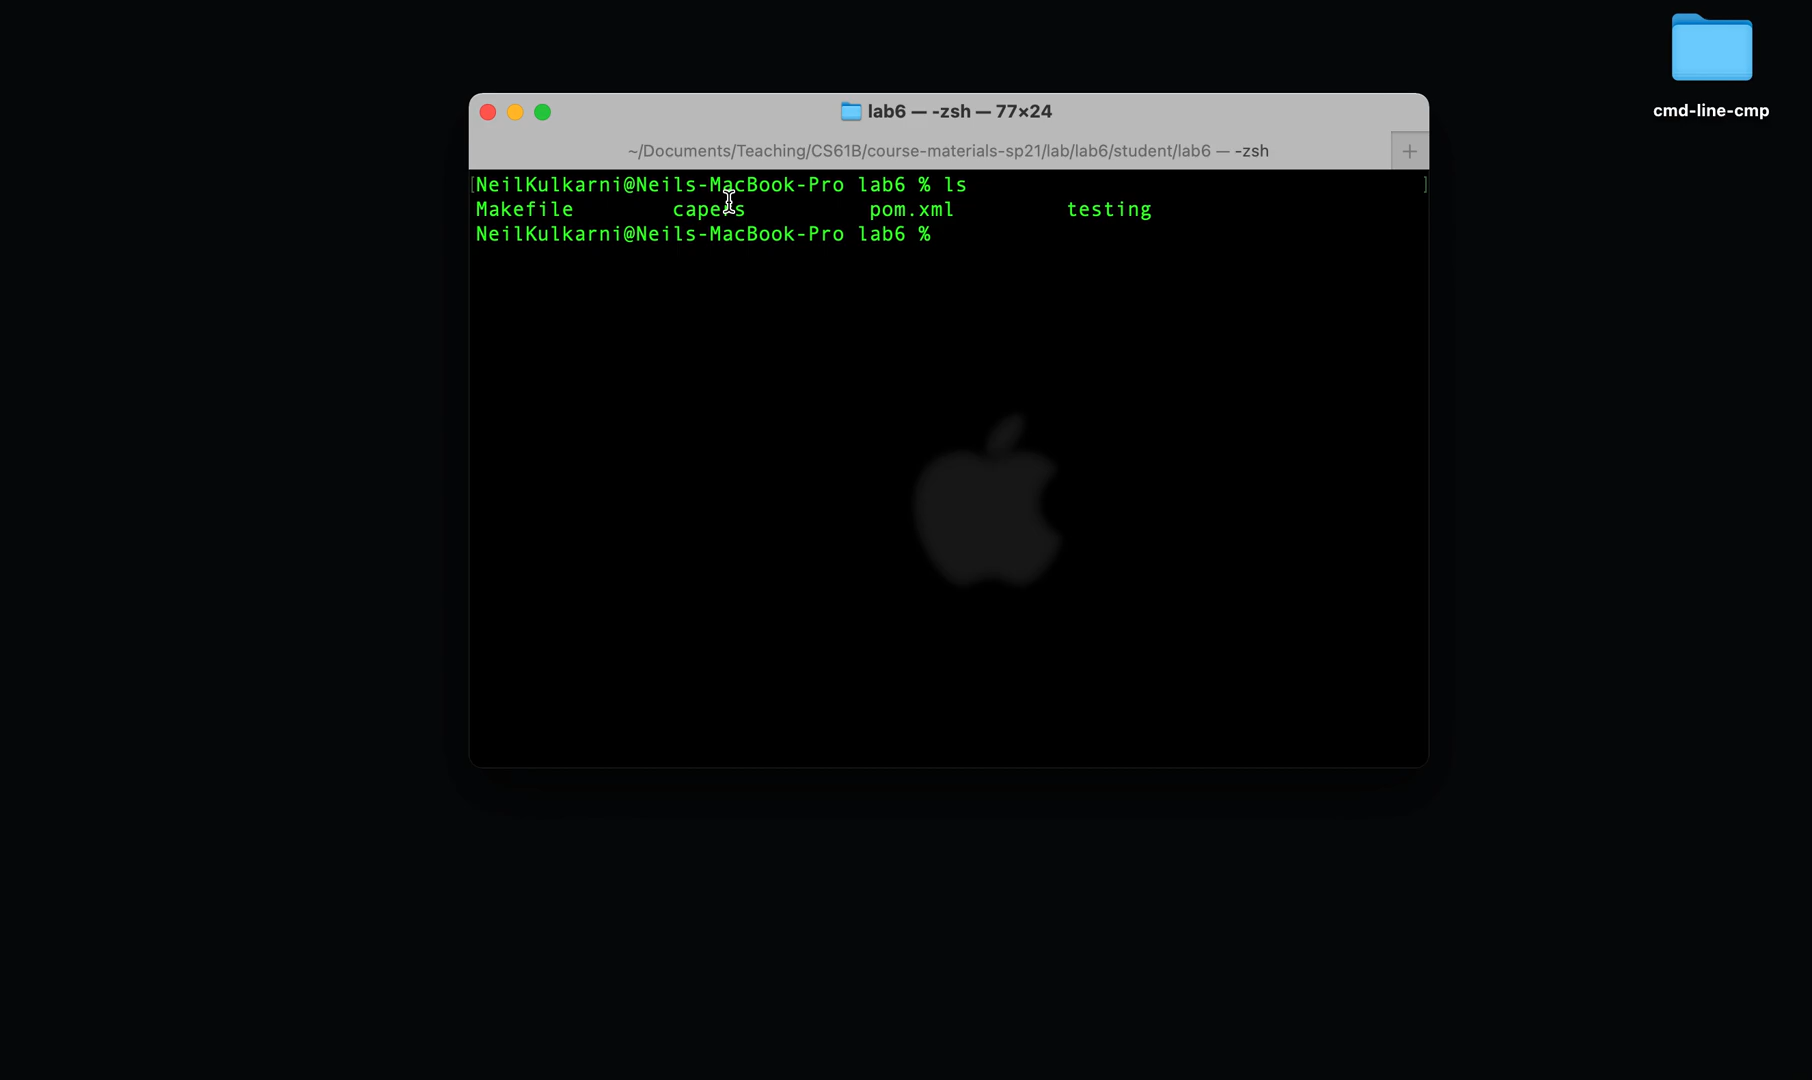 cmd-line-cmp
lab6 — -zsh — 77×24
~/Documents/Teaching/CS61B/course-materials-sp21/lab/lab6/student/lab6 — -zsh
[NeilKulkarni@Neils-MacBook-Pro lab6 % ls ]
Makefile capers pom.xml testing
NeilKulkarni@Neils-MacBook-Pro lab6 %